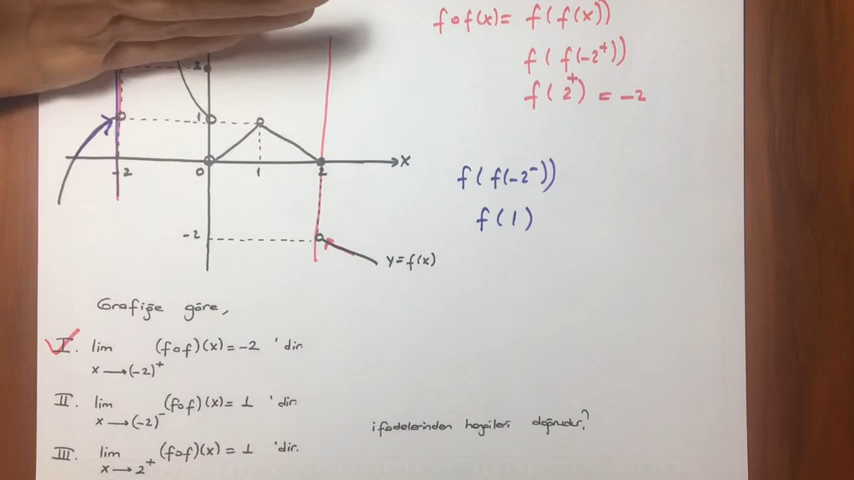 fof(x) = f(f(x))
f(f(-2⁺))
f(2⁺) = -2
2
1
x
-2
0
1
2
f(f(-2⁻))
f(1)
-2
y=f(x)
Grafiğe göre,
I. lim (fof)(x) = -2 'dir
x→(-2)⁺
II. lim (fof)(x) = 1 'dir.
x→(-2)⁻
ifadelerinden hangileri doğrudur?
III. lim (fof)(x) = 1 'dir.
x→2⁺